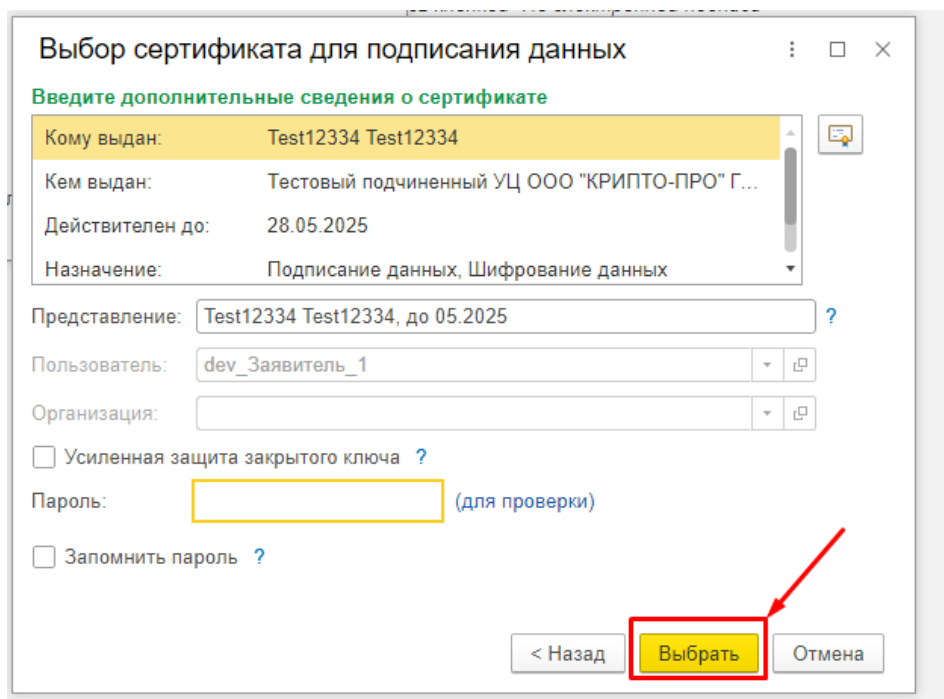 Выбор сертификата для подписания данных
Введите дополнительные сведения о сертификате
Кому выдан: Test12334 Test12334
Кем выдан: Тестовый подчиненный УЦ ООО "КРИПТО-ПРО" Г...
Действителен до: 28.05.2025
Назначение: Подписание данных, Шифрование данных
Представление: Test12334 Test12334, до 05.2025 ?
Пользователь: dev_Заявитель_1
Организация:
Усиленная защита закрытого ключа ?
Пароль: (для проверки)
Запомнить пароль ?
< Назад Выбрать Отмена